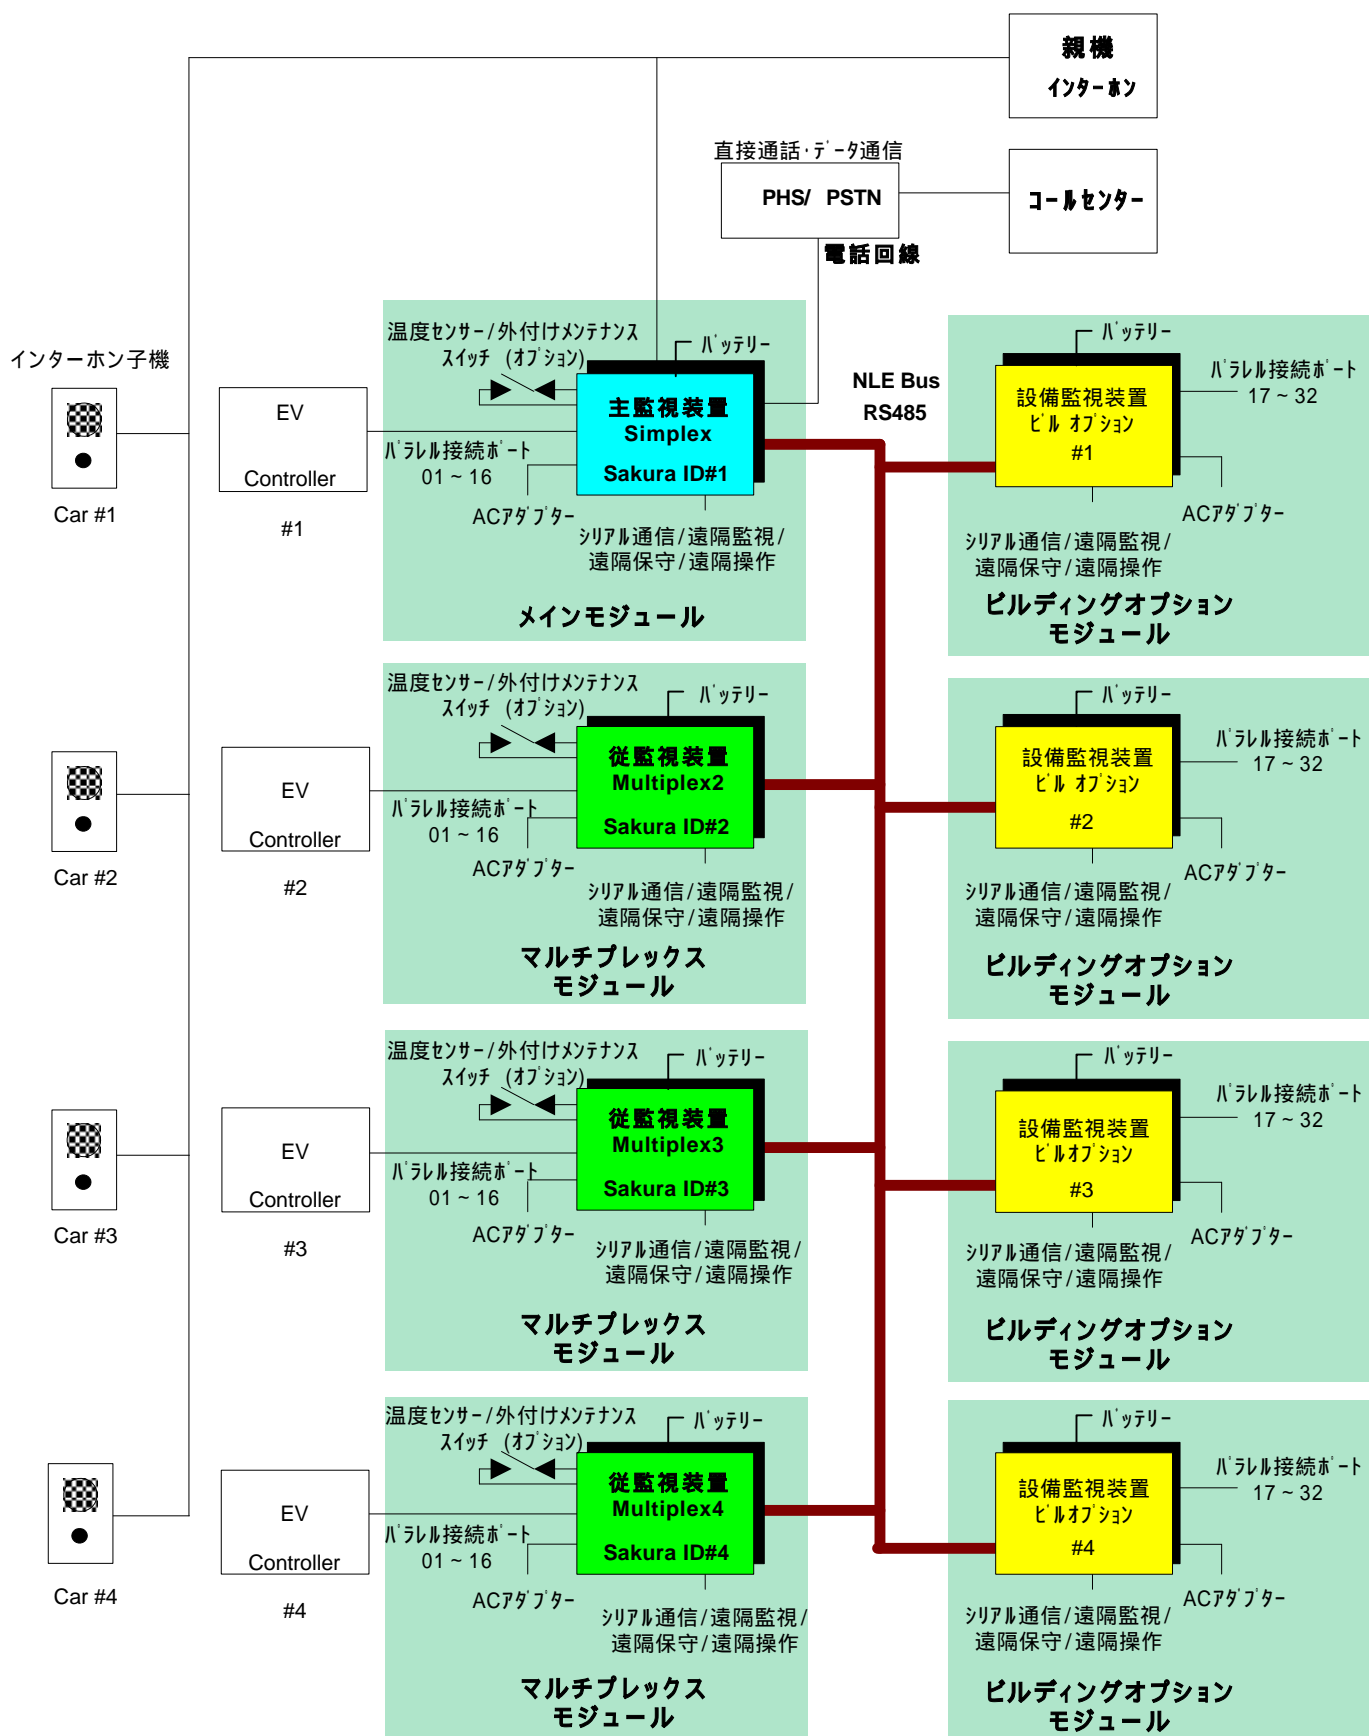 親機
インターホン
直接通話・ﾃﾞｰﾀ通信
PHS/ PSTN
コールセンター
電話回線
インターホン子機
Car #1
EV
Controller
#1
温度ｾﾝｻｰ/外付けﾒﾝﾃﾅﾝｽ
ｽｲｯﾁ (ｵﾌﾟｼｮﾝ)
ﾊﾞｯﾃﾘｰ
主監視装置
Simplex
Sakura ID#1
ﾊﾟﾗﾚﾙ接続ﾎﾟｰﾄ
01 ~ 16
ACｱﾀﾞﾌﾟﾀｰ
ｼﾘｱﾙ通信/遠隔監視/
遠隔保守/遠隔操作
メインモジュール
NLE Bus
RS485
ﾊﾞｯﾃﾘｰ
設備監視装置
ﾋﾞﾙ ｵﾌﾟｼｮﾝ
#1
ﾊﾟﾗﾚﾙ接続ﾎﾟｰﾄ
17 ~ 32
ACｱﾀﾞﾌﾟﾀｰ
ｼﾘｱﾙ通信/遠隔監視/
遠隔保守/遠隔操作
ビルディングオプション
モジュール
Car #2
EV
Controller
#2
温度ｾﾝｻｰ/外付けﾒﾝﾃﾅﾝｽ
ｽｲｯﾁ (ｵﾌﾟｼｮﾝ)
ﾊﾞｯﾃﾘｰ
従監視装置
Multiplex2
Sakura ID#2
ﾊﾟﾗﾚﾙ接続ﾎﾟｰﾄ
01 ~ 16
ACｱﾀﾞﾌﾟﾀｰ
ｼﾘｱﾙ通信/遠隔監視/
遠隔保守/遠隔操作
マルチプレックス
モジュール
ﾊﾞｯﾃﾘｰ
設備監視装置
ﾋﾞﾙ ｵﾌﾟｼｮﾝ
#2
ﾊﾟﾗﾚﾙ接続ﾎﾟｰﾄ
17 ~ 32
ACｱﾀﾞﾌﾟﾀｰ
ｼﾘｱﾙ通信/遠隔監視/
遠隔保守/遠隔操作
ビルディングオプション
モジュール
Car #3
EV
Controller
#3
温度ｾﾝｻｰ/外付けﾒﾝﾃﾅﾝｽ
ｽｲｯﾁ (ｵﾌﾟｼｮﾝ)
ﾊﾞｯﾃﾘｰ
従監視装置
Multiplex3
Sakura ID#3
ﾊﾟﾗﾚﾙ接続ﾎﾟｰﾄ
01 ~ 16
ACｱﾀﾞﾌﾟﾀｰ
ｼﾘｱﾙ通信/遠隔監視/
遠隔保守/遠隔操作
マルチプレックス
モジュール
ﾊﾞｯﾃﾘｰ
設備監視装置
ﾋﾞﾙｵﾌﾟｼｮﾝ
#3
ﾊﾟﾗﾚﾙ接続ﾎﾟｰﾄ
17 ~ 32
ACｱﾀﾞﾌﾟﾀｰ
ｼﾘｱﾙ通信/遠隔監視/
遠隔保守/遠隔操作
ビルディングオプション
モジュール
Car #4
EV
Controller
#4
温度ｾﾝｻｰ/外付けﾒﾝﾃﾅﾝｽ
ｽｲｯﾁ (ｵﾌﾟｼｮﾝ)
ﾊﾞｯﾃﾘｰ
従監視装置
Multiplex4
Sakura ID#4
ﾊﾟﾗﾚﾙ接続ﾎﾟｰﾄ
01 ~ 16
ACｱﾀﾞﾌﾟﾀｰ
ｼﾘｱﾙ通信/遠隔監視/
遠隔保守/遠隔操作
マルチプレックス
モジュール
ﾊﾞｯﾃﾘｰ
設備監視装置
ﾋﾞﾙｵﾌﾟｼｮﾝ
#4
ﾊﾟﾗﾚﾙ接続ﾎﾟｰﾄ
17 ~ 32
ACｱﾀﾞﾌﾟﾀｰ
ｼﾘｱﾙ通信/遠隔監視/
遠隔保守/遠隔操作
ビルディングオプション
モジュール